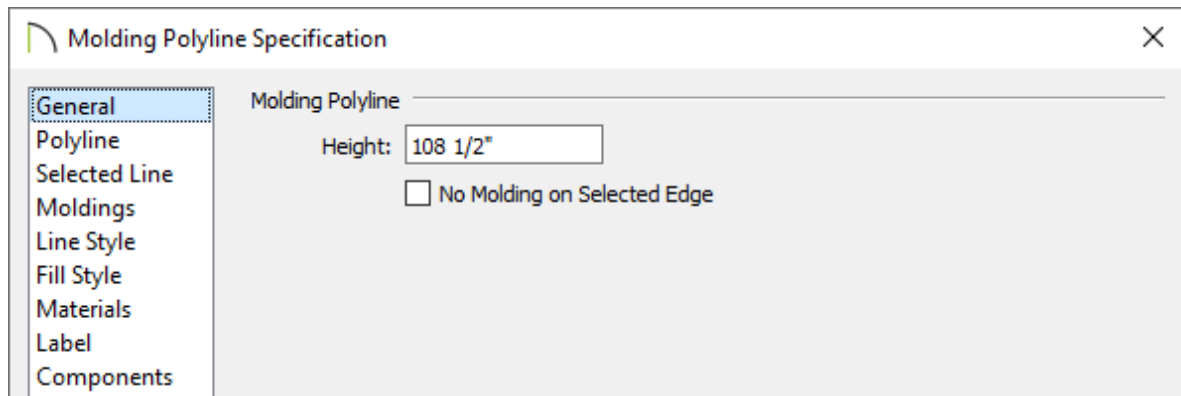 Molding Polyline Specification
General
Polyline
Selected Line
Moldings
Line Style
Fill Style
Materials
Label
Components
Molding Polyline
Height: 108 1/2"
No Molding on Selected Edge